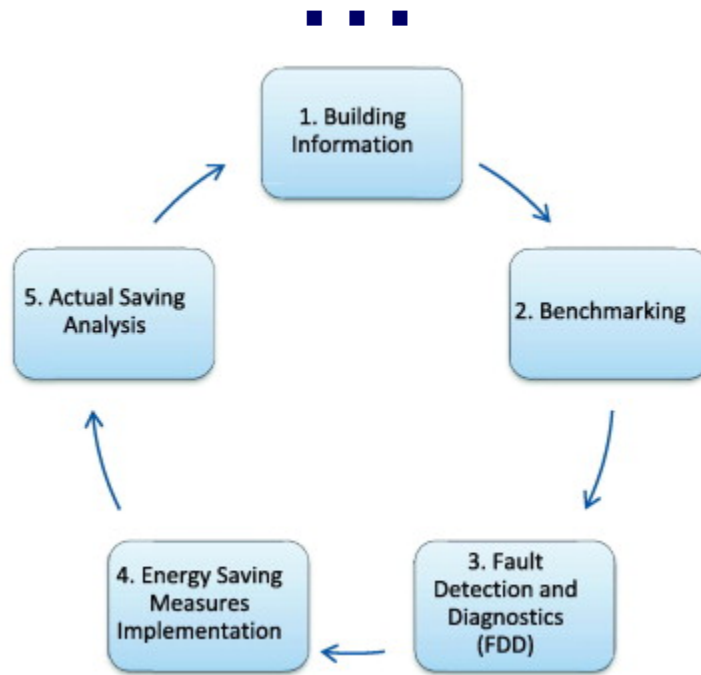 1. Building
Information
2. Benchmarking
3. Fault
Detection and
Diagnostics
(FDD)
4. Energy Saving
Measures
Implementation
5. Actual Saving
Analysis